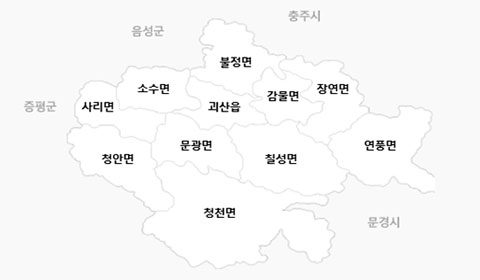 충주시
음성군
불정면
소수면
감물면
장연면
증평군
사리면
괴산읍
청안면
문광면
칠성면
연풍면
청천면
문경시